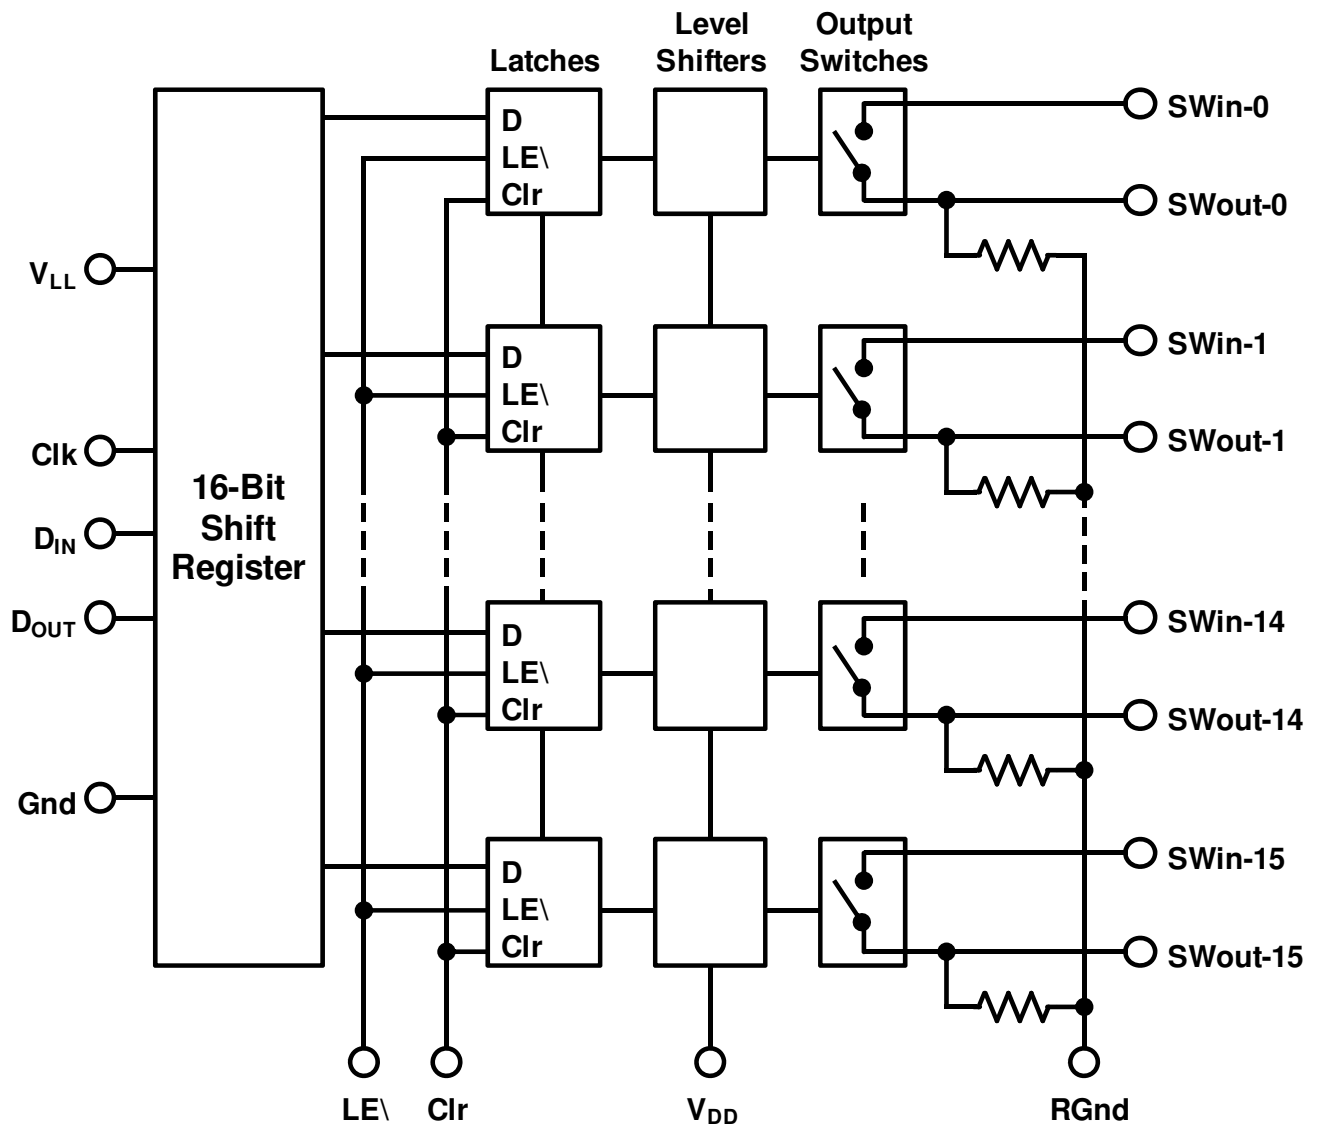 Latches
Level
Shifters
Output
Switches
D
LE\
Clr
SWin-0
SWout-0
VLL
D
LE\
Clr
SWin-1
SWout-1
Clk
DIN
DOUT
16-Bit
Shift
Register
D
LE\
Clr
SWin-14
SWout-14
Gnd
D
LE\
Clr
SWin-15
SWout-15
LE\
Clr
VDD
RGnd